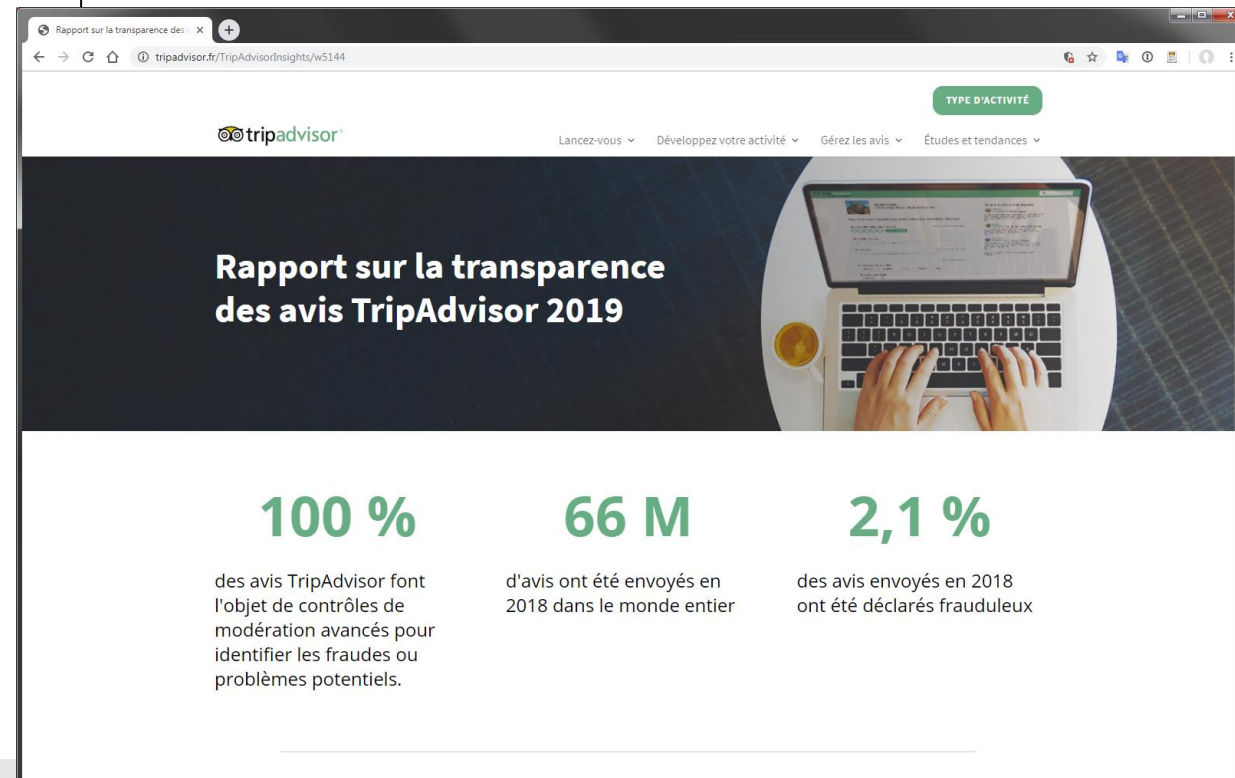 Rapport sur la transparence des
tripadvisor.fr/TripAdvisorInsights/w5144
TYPE D'ACTIVITÉ
tripadvisor
Lancez-vous Développez votre activité Gérez les avis Études et tendances
Rapport sur la transparence
des avis TripAdvisor 2019
100 %
des avis TripAdvisor font
l'objet de contrôles de
modération avancés pour
identifier les fraudes ou
problèmes potentiels.
66 M
d'avis ont été envoyés en
2018 dans le monde entier
2,1 %
des avis envoyés en 2018
ont été déclarés frauduleux